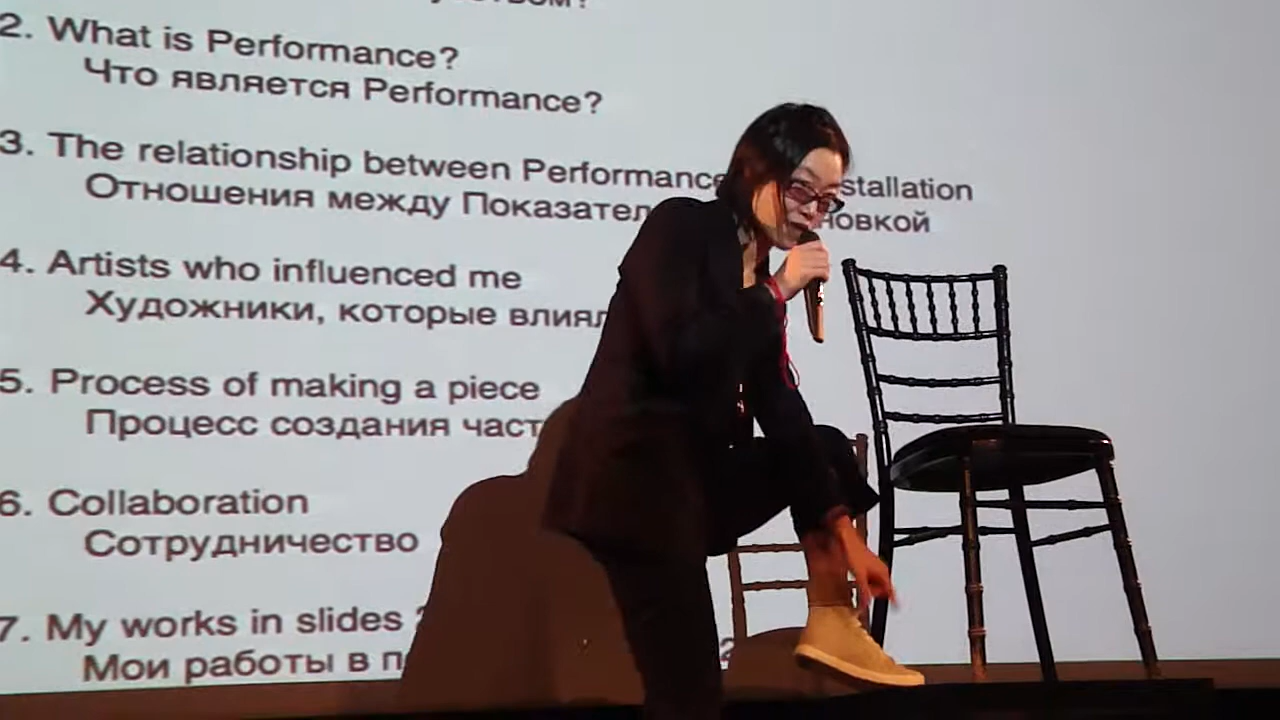 2. What is Performance?
Что является Performance?
3. The relationship between Performance stallation
Отношения между Показател новкой
4. Artists who influenced me
Художники, которые влиял
5. Process of making a piece
Процесс создания част
6. Collaboration
Сотрудничество
7. My works in slides
Мои работы в п